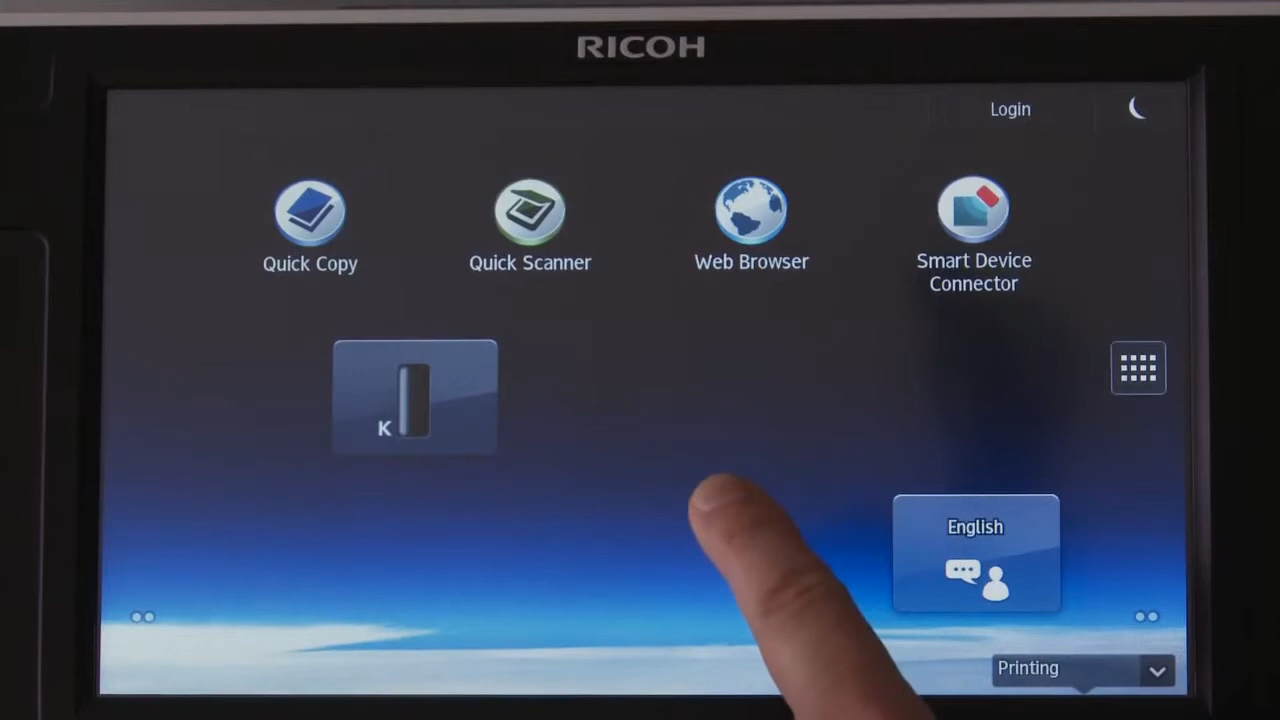 RICOH
Login
Quick Copy
Quick Scanner
Web Browser
Smart Device
Connector
K
English
Printing